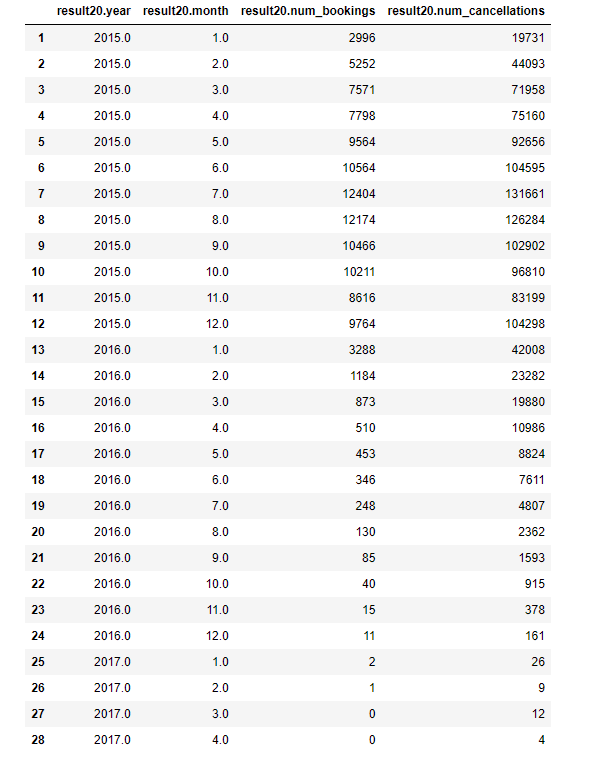 result20.year result20.month result20.num_bookings result20.num_cancellations
1 2015.0 1.0 2996 19731
2 2015.0 2.0 5252 44093
3 2015.0 3.0 7571 71958
4 2015.0 4.0 7798 75160
5 2015.0 5.0 9564 92656
6 2015.0 6.0 10564 104595
7 2015.0 7.0 12404 131661
8 2015.0 8.0 12174 126284
9 2015.0 9.0 10466 102902
10 2015.0 10.0 10211 96810
11 2015.0 11.0 8616 83199
12 2015.0 12.0 9764 104298
13 2016.0 1.0 3288 42008
14 2016.0 2.0 1184 23282
15 2016.0 3.0 873 19880
16 2016.0 4.0 510 10986
17 2016.0 5.0 453 8824
18 2016.0 6.0 346 7611
19 2016.0 7.0 248 4807
20 2016.0 8.0 130 2362
21 2016.0 9.0 85 1593
22 2016.0 10.0 40 915
23 2016.0 11.0 15 378
24 2016.0 12.0 11 161
25 2017.0 1.0 2 26
26 2017.0 2.0 1 9
27 2017.0 3.0 0 12
28 2017.0 4.0 0 4